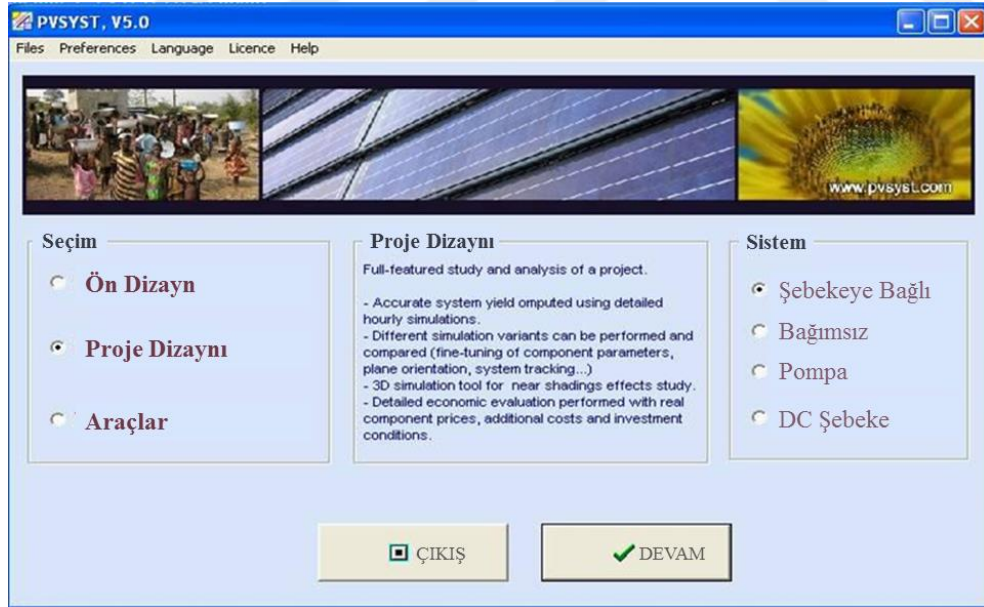 PVSYST, V5.0
Files Preferences Language Licence Help
www.pvsyst.com
Seçim
Ön Dizayn
Proje Dizaynı
Araçlar
Proje Dizaynı
Full-featured study and analysis of a project.
- Accurate system yield omputed using detailed
hourly simulations.
- Different simulation variants can be performed and
compared (fine-tuning of component parameters,
plane orientation, system tracking...)
- 3D simulation tool for near shadings effects study.
- Detailed economic evaluation performed with real
component prices, additional costs and investment
conditions.
Sistem
Şebekeye Bağlı
Bağımsız
Pompa
DC Şebeke
ÇIKIŞ
DEVAM